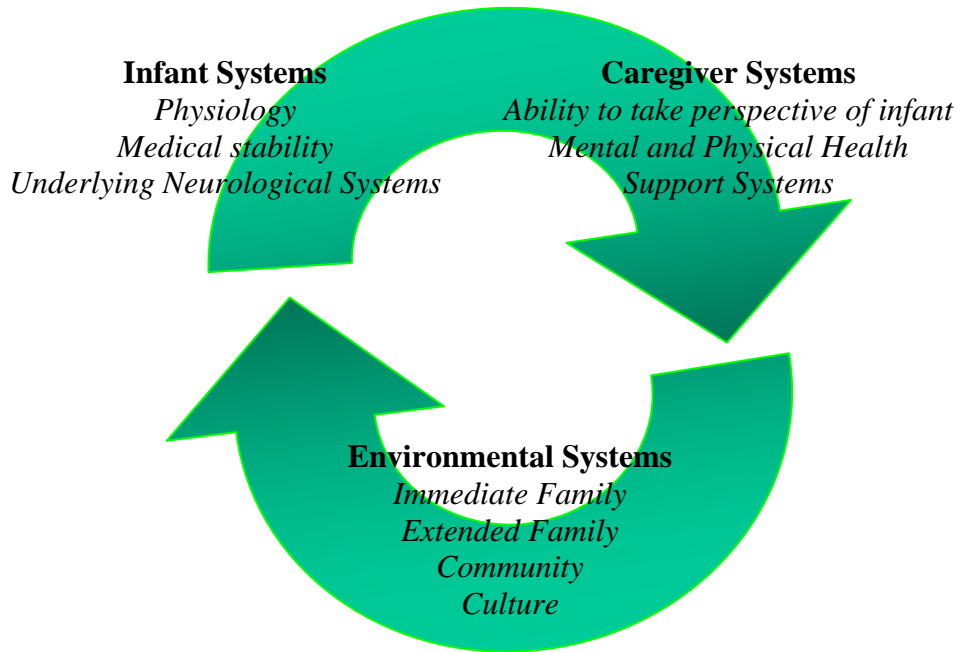 Infant Systems
Physiology
Medical stability
Underlying Neurological Systems
Caregiver Systems
Ability to take perspective of infant
Mental and Physical Health
Support Systems
Environmental Systems
Immediate Family
Extended Family
Community
Culture